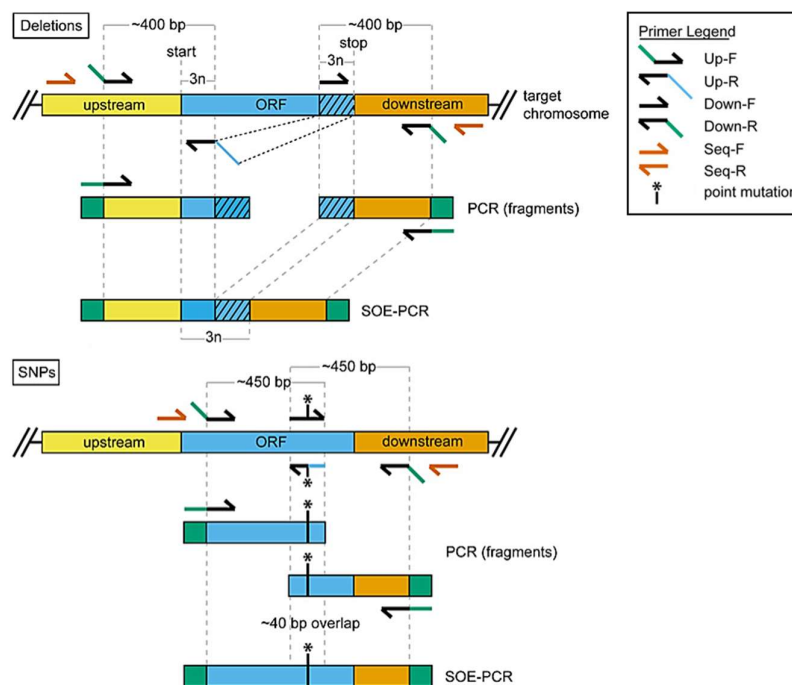 Deletions
~400 bp
~400 bp
start
stop
3n
3n
upstream
ORF
downstream
target
chromosome
PCR (fragments)
SOE-PCR
3n
Primer Legend
Up-F
Up-R
Down-F
Down-R
Seq-F
Seq-R
*
point mutation
SNPs
~450 bp
~450 bp
*
upstream
ORF
downstream
*
*
PCR (fragments)
*
~40 bp overlap
*
SOE-PCR